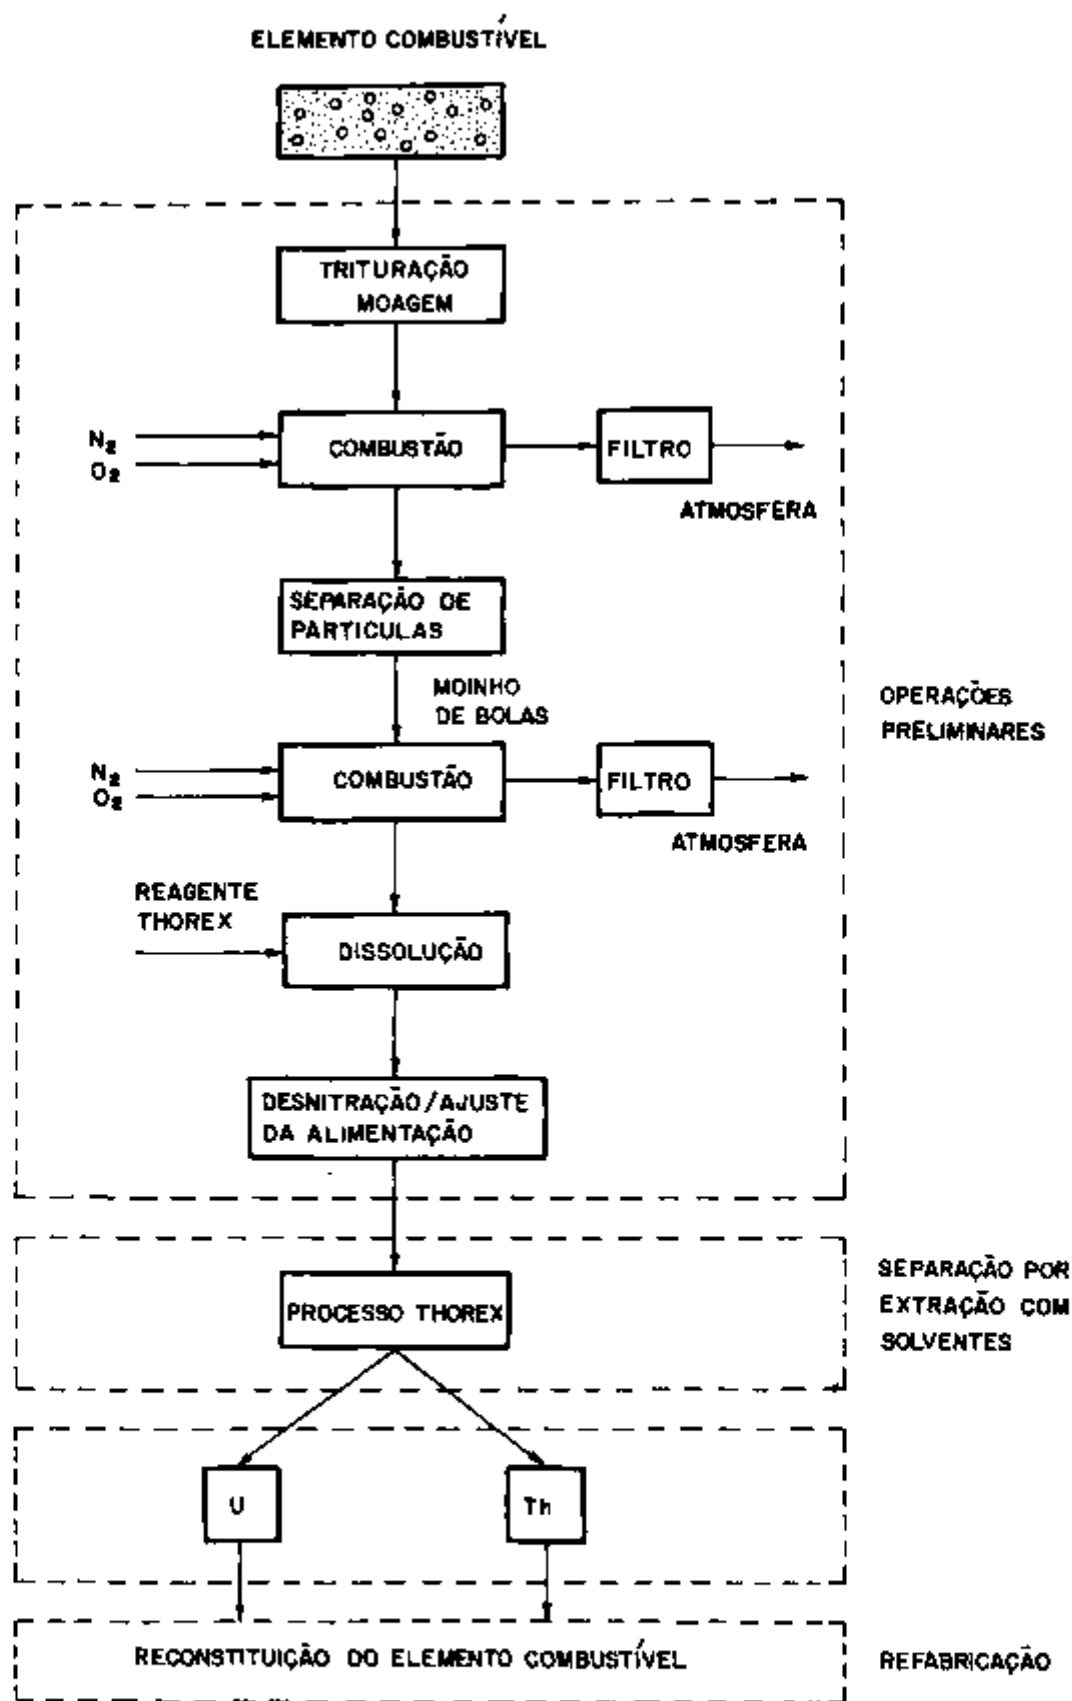 ELEMENTO COMBUSTÍVEL
TRITURAÇÃO
MOAGEM
N₂
O₂
COMBUSTÃO
FILTRO
ATMOSFERA
SEPARAÇÃO DE
PARTICULAS
MOINHO
DE BOLAS
OPERAÇÕES
PRELIMINARES
N₂
O₂
COMBUSTÃO
FILTRO
ATMOSFERA
REAGENTE
THOREX
DISSOLUÇÃO
DESNITRAÇÃO/AJUSTE
DA ALIMENTAÇÃO
PROCESSO THOREX
SEPARAÇÃO POR
EXTRAÇÃO COM
SOLVENTES
U
Th
RECONSTITUIÇÃO DO ELEMENTO COMBUSTÍVEL
REFABRICAÇÃO